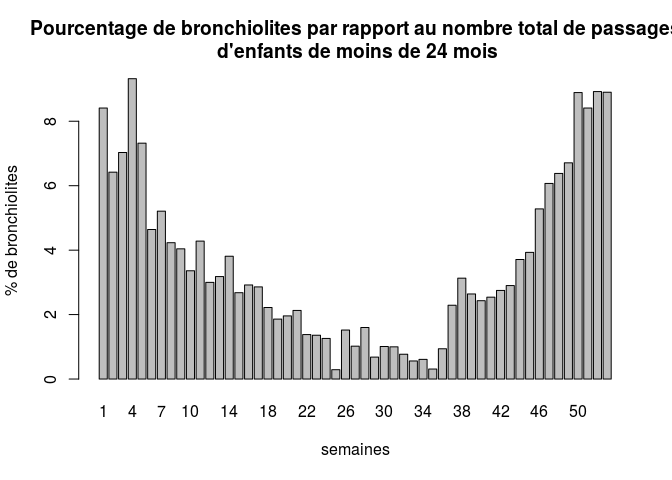 Pourcentage de bronchiolites par rapport au nombre total de passages
d'enfants de moins de 24 mois
% de bronchiolites
8
6
4
2
0
1 4 7 10 14 18 22 26 30 34 38 42 46 50
semaines